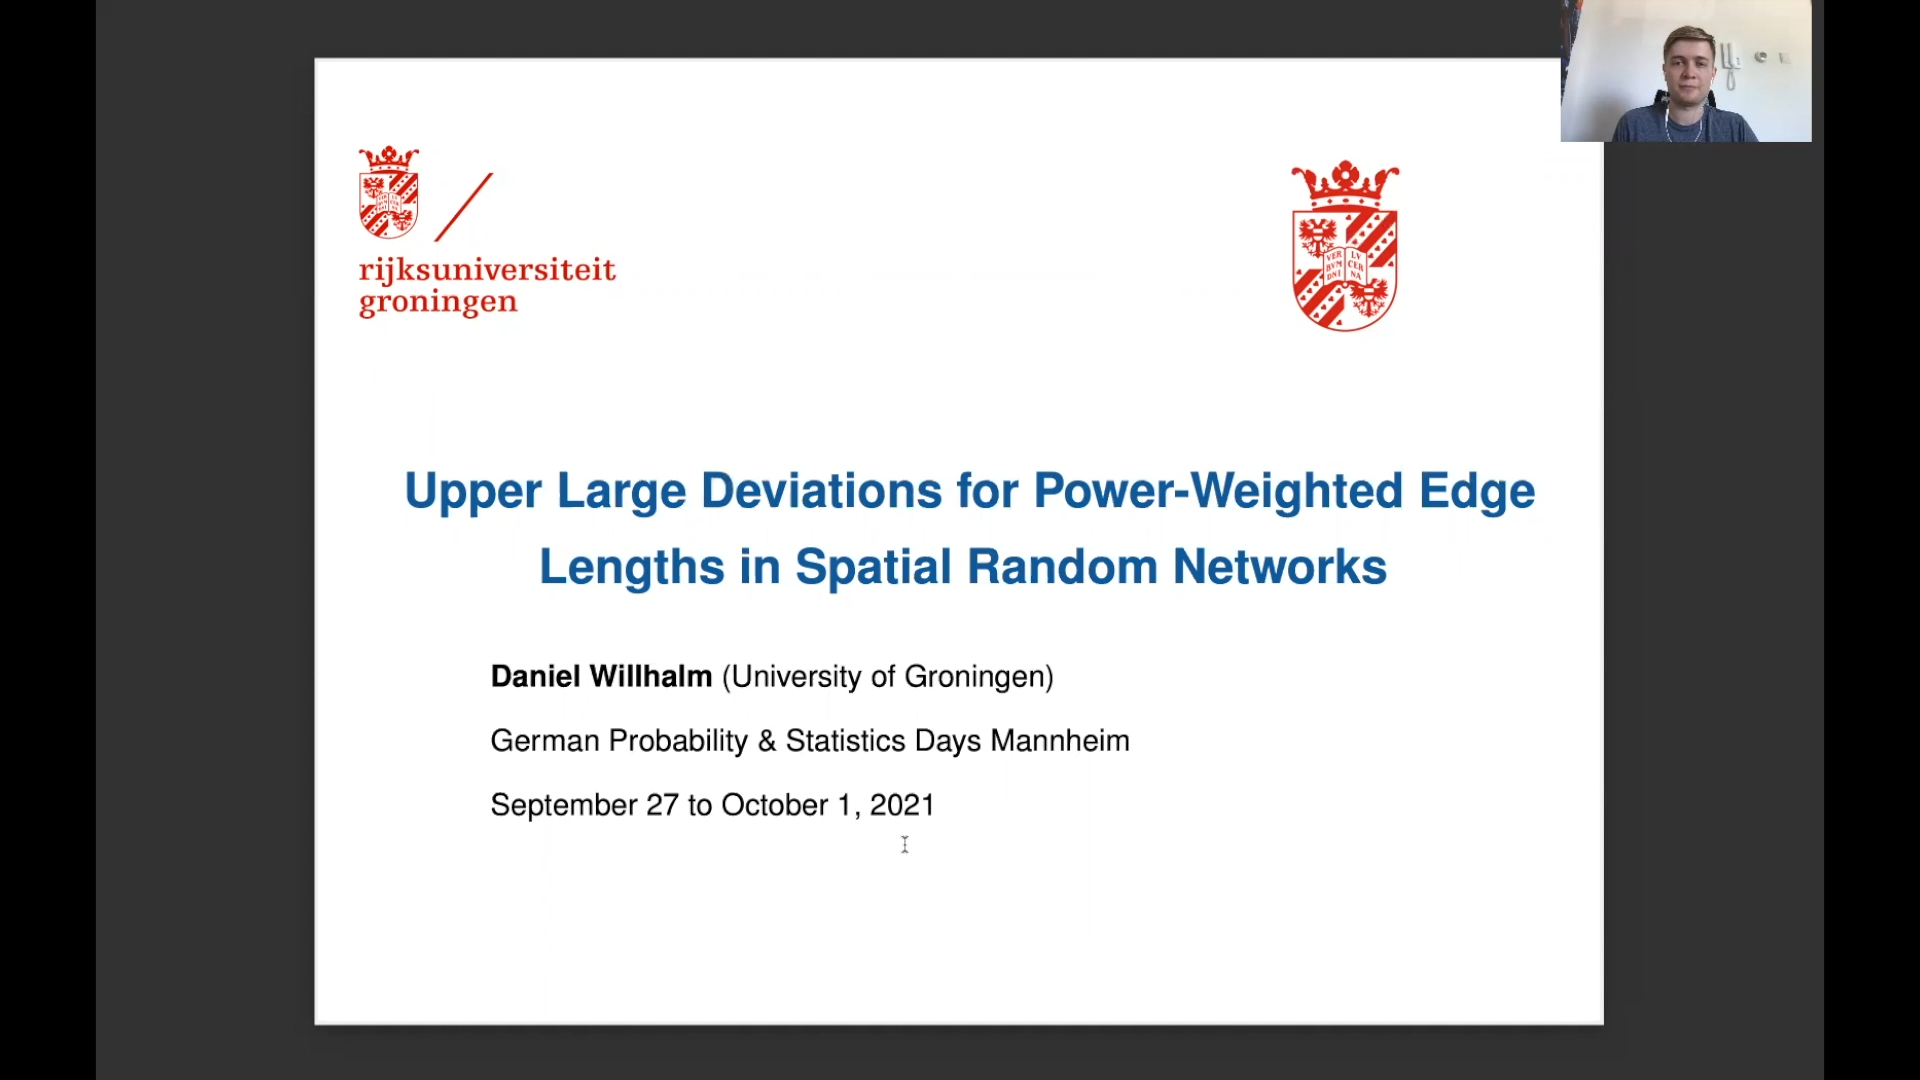 rijksuniversiteit
groningen
VER
BVM
DNI
LV
CER
NA
Upper Large Deviations for Power-Weighted Edge
Lengths in Spatial Random Networks
Daniel Willhalm (University of Groningen)
German Probability & Statistics Days Mannheim
September 27 to October 1, 2021